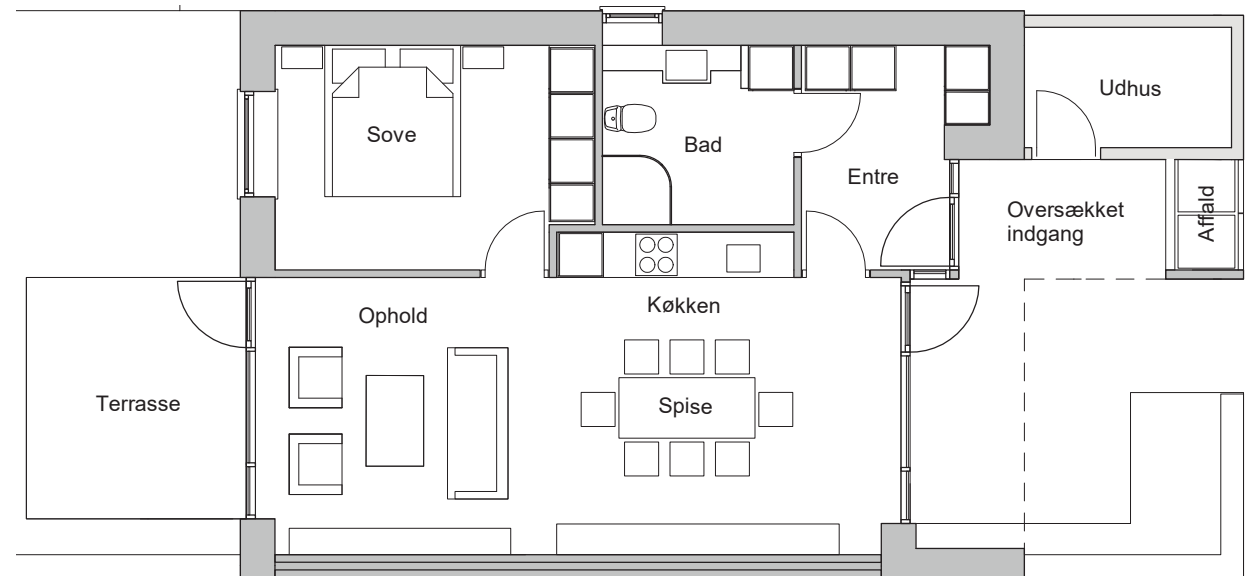 Udhus
Sove
Bad
Entre
Oversækket
indgang
Affald
Ophold
Køkken
Terrasse
Spise